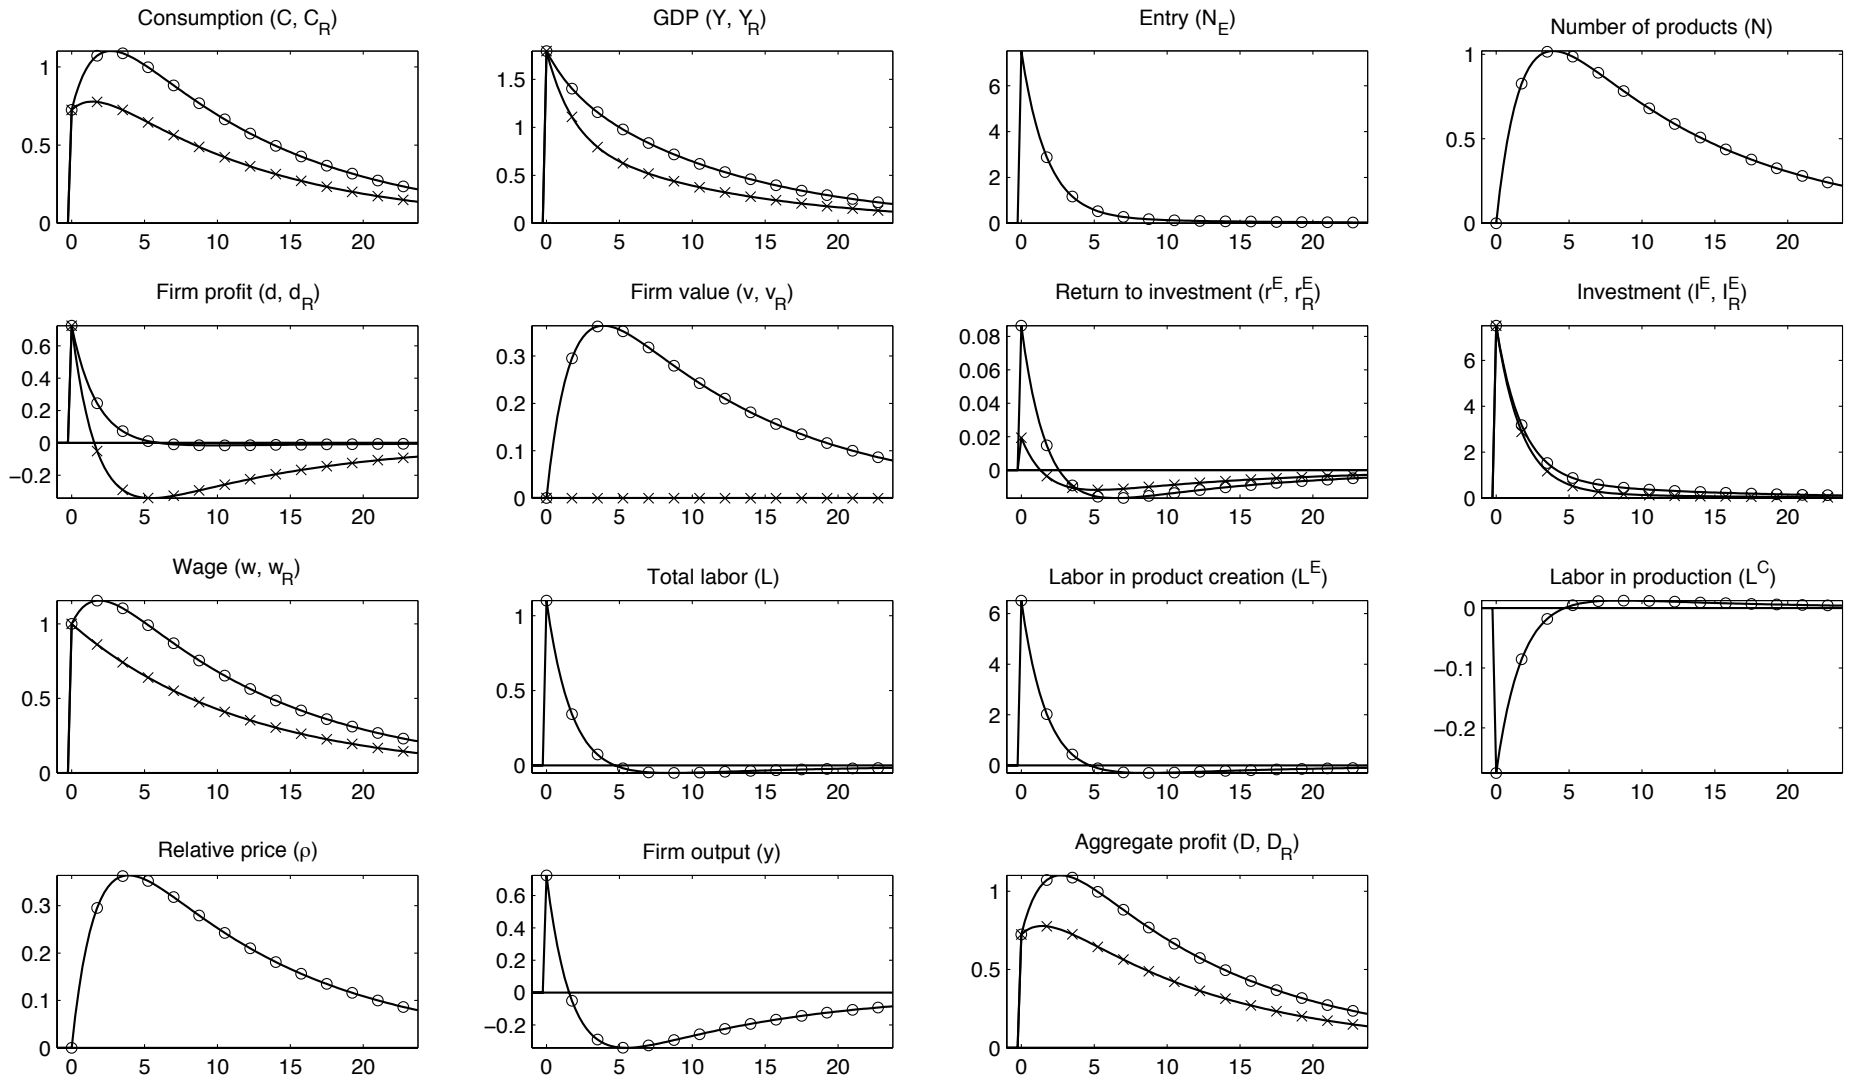 Consumption (C, C_R)
1
0.5
0
0 5 10 15 20
GDP (Y, Y_R)
1.5
1
0.5
0
0 5 10 15 20
Entry (N_E)
6
4
2
0
0 5 10 15 20
Number of products (N)
1
0.5
0
0 5 10 15 20
Firm profit (d, d_R)
0.6
0.4
0.2
0
−0.2
0 5 10 15 20
Firm value (v, v_R)
0.3
0.2
0.1
0
0 5 10 15 20
Return to investment (r^E, r_R^E)
0.08
0.06
0.04
0.02
0
0 5 10 15 20
Investment (I^E, I_R^E)
6
4
2
0
0 5 10 15 20
Wage (w, w_R)
1
0.5
0
0 5 10 15 20
Total labor (L)
1
0.5
0
0 5 10 15 20
Labor in product creation (L^E)
6
4
2
0
0 5 10 15 20
Labor in production (L^C)
0
−0.1
−0.2
0 5 10 15 20
Relative price (ρ)
0.3
0.2
0.1
0
0 5 10 15 20
Firm output (y)
0.6
0.4
0.2
0
−0.2
0 5 10 15 20
Aggregate profit (D, D_R)
1
0.5
0
0 5 10 15 20